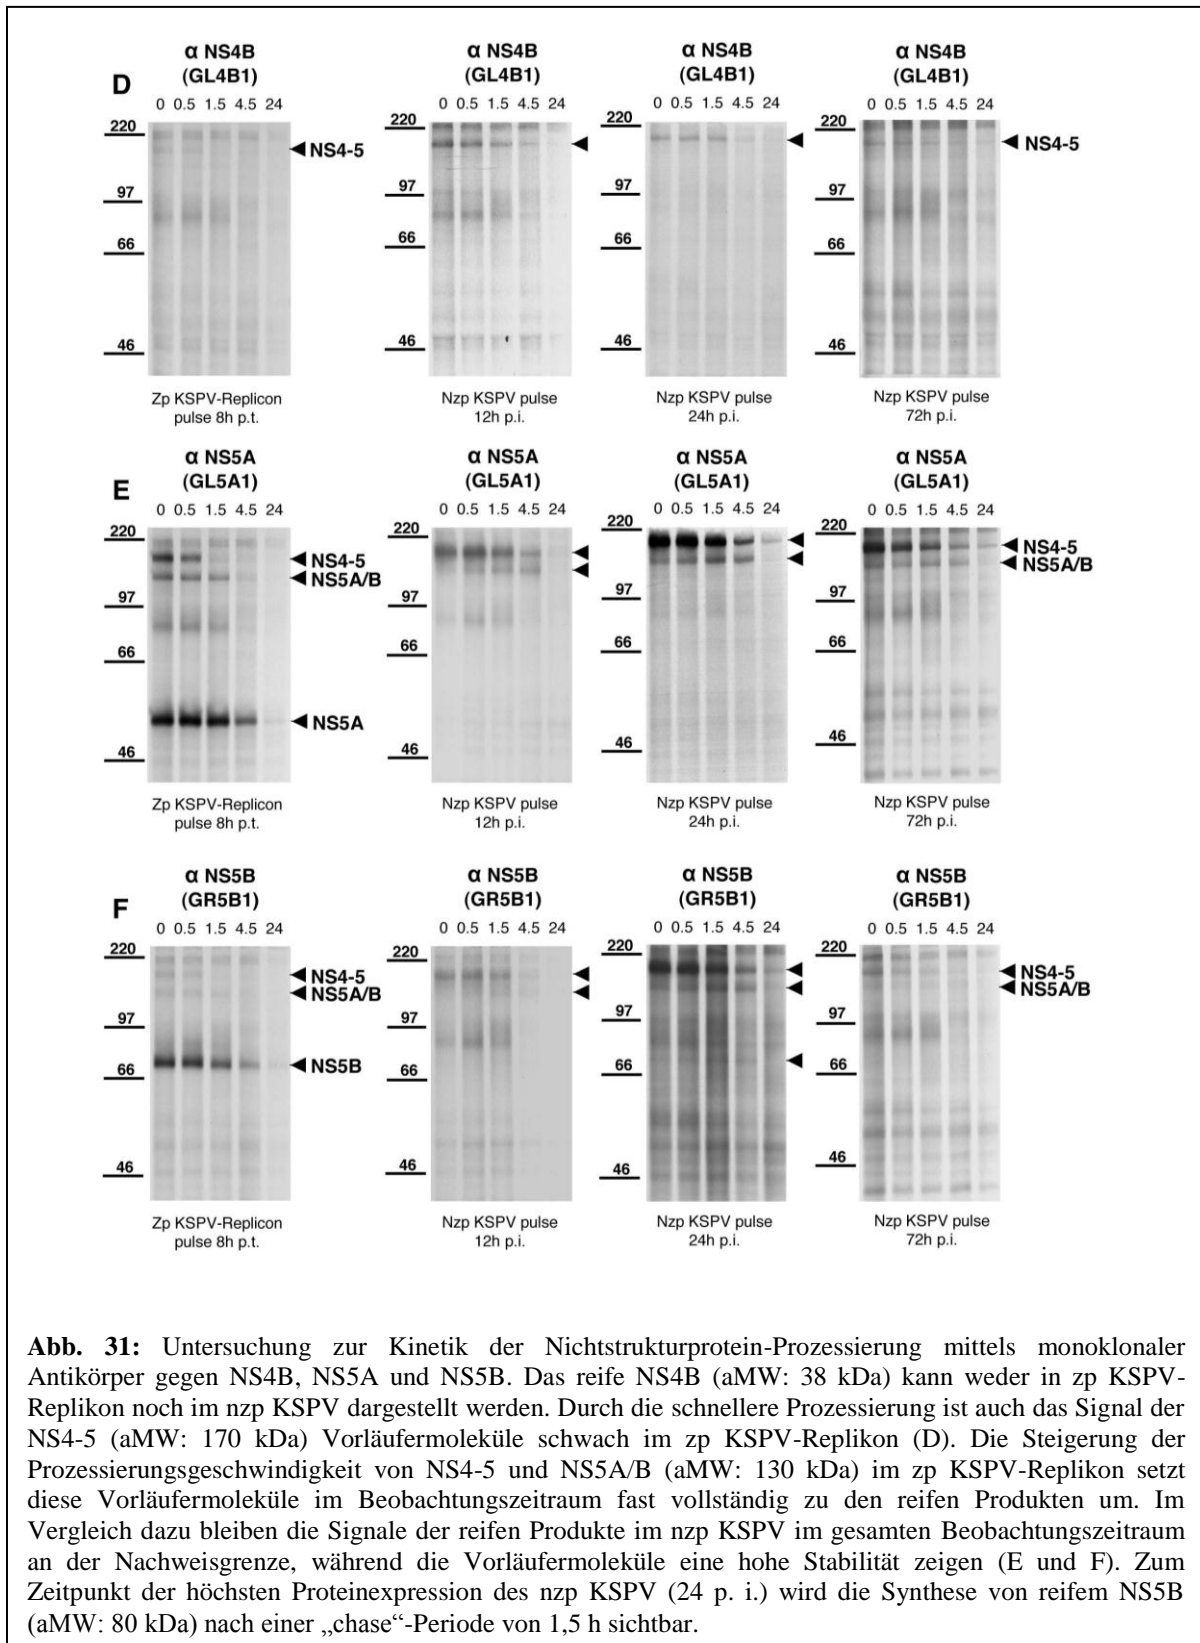 D
α NS4B
(GL4B1)
0 0.5 1.5 4.5 24
220
97
66
46
NS4-5
Zp KSPV-Replicon
pulse 8h p.t.
α NS4B
(GL4B1)
0 0.5 1.5 4.5 24
220
97
66
46
Nzp KSPV pulse
12h p.i.
α NS4B
(GL4B1)
0 0.5 1.5 4.5 24
220
97
66
46
Nzp KSPV pulse
24h p.i.
α NS4B
(GL4B1)
0 0.5 1.5 4.5 24
220
97
66
46
NS4-5
Nzp KSPV pulse
72h p.i.
E
α NS5A
(GL5A1)
0 0.5 1.5 4.5 24
220
97
66
46
NS4-5
NS5A/B
NS5A
Zp KSPV-Replicon
pulse 8h p.t.
α NS5A
(GL5A1)
0 0.5 1.5 4.5 24
220
97
66
46
Nzp KSPV pulse
12h p.i.
α NS5A
(GL5A1)
0 0.5 1.5 4.5 24
220
97
66
46
Nzp KSPV pulse
24h p.i.
α NS5A
(GL5A1)
0 0.5 1.5 4.5 24
220
97
66
46
NS4-5
NS5A/B
Nzp KSPV pulse
72h p.i.
F
α NS5B
(GR5B1)
0 0.5 1.5 4.5 24
220
97
66
46
NS4-5
NS5A/B
NS5B
Zp KSPV-Replicon
pulse 8h p.t.
α NS5B
(GR5B1)
0 0.5 1.5 4.5 24
220
97
66
46
Nzp KSPV pulse
12h p.i.
α NS5B
(GR5B1)
0 0.5 1.5 4.5 24
220
97
66
46
Nzp KSPV pulse
24h p.i.
α NS5B
(GR5B1)
0 0.5 1.5 4.5 24
220
97
66
46
NS4-5
NS5A/B
Nzp KSPV pulse
72h p.i.
Abb. 31: Untersuchung zur Kinetik der Nichtstrukturprotein-Prozessierung mittels monoklonaler
Antikörper gegen NS4B, NS5A und NS5B. Das reife NS4B (aMW: 38 kDa) kann weder in zp KSPV-
Replikon noch im nzp KSPV dargestellt werden. Durch die schnellere Prozessierung ist auch das Signal der
NS4-5 (aMW: 170 kDa) Vorläufermoleküle schwach im zp KSPV-Replikon (D). Die Steigerung der
Prozessierungsgeschwindigkeit von NS4-5 und NS5A/B (aMW: 130 kDa) im zp KSPV-Replikon setzt
diese Vorläufermoleküle im Beobachtungszeitraum fast vollständig zu den reifen Produkten um. Im
Vergleich dazu bleiben die Signale der reifen Produkte im nzp KSPV im gesamten Beobachtungszeitraum
an der Nachweisgrenze, während die Vorläufermoleküle eine hohe Stabilität zeigen (E und F). Zum
Zeitpunkt der höchsten Proteinexpression des nzp KSPV (24 p. i.) wird die Synthese von reifem NS5B
(aMW: 80 kDa) nach einer „chase“-Periode von 1,5 h sichtbar.